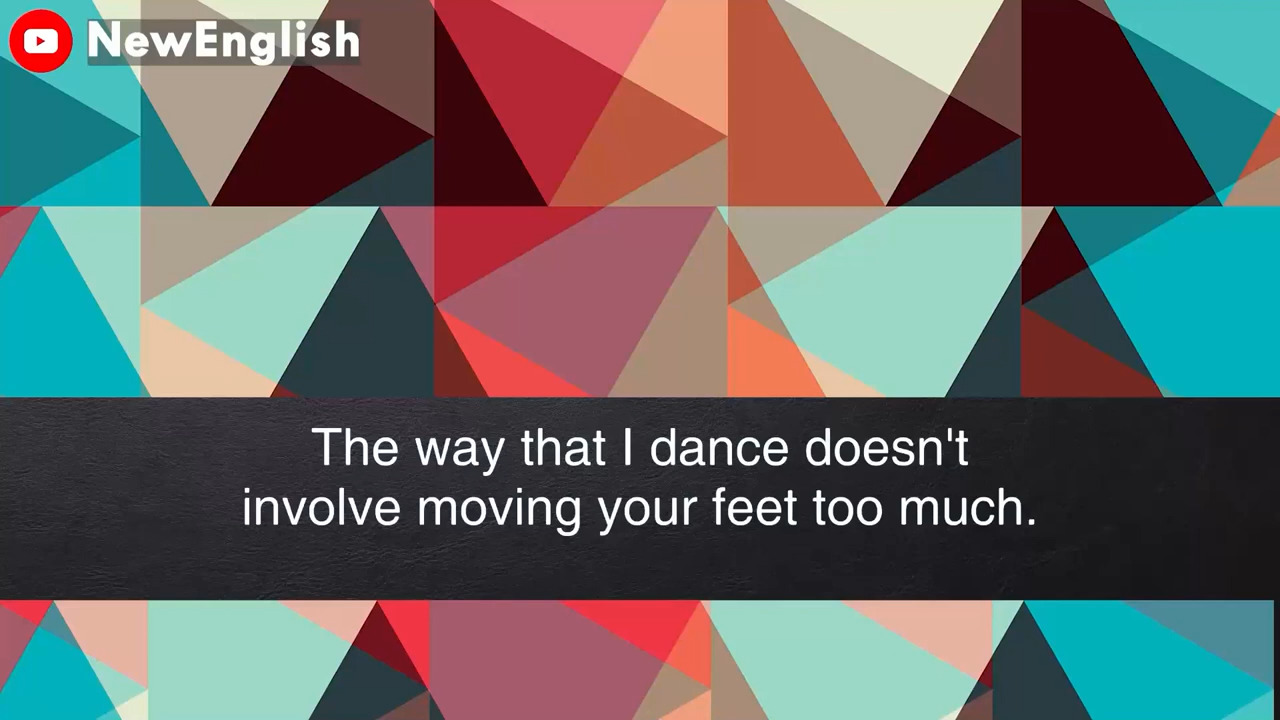 NewEnglish
The way that I dance doesn't
involve moving your feet too much.